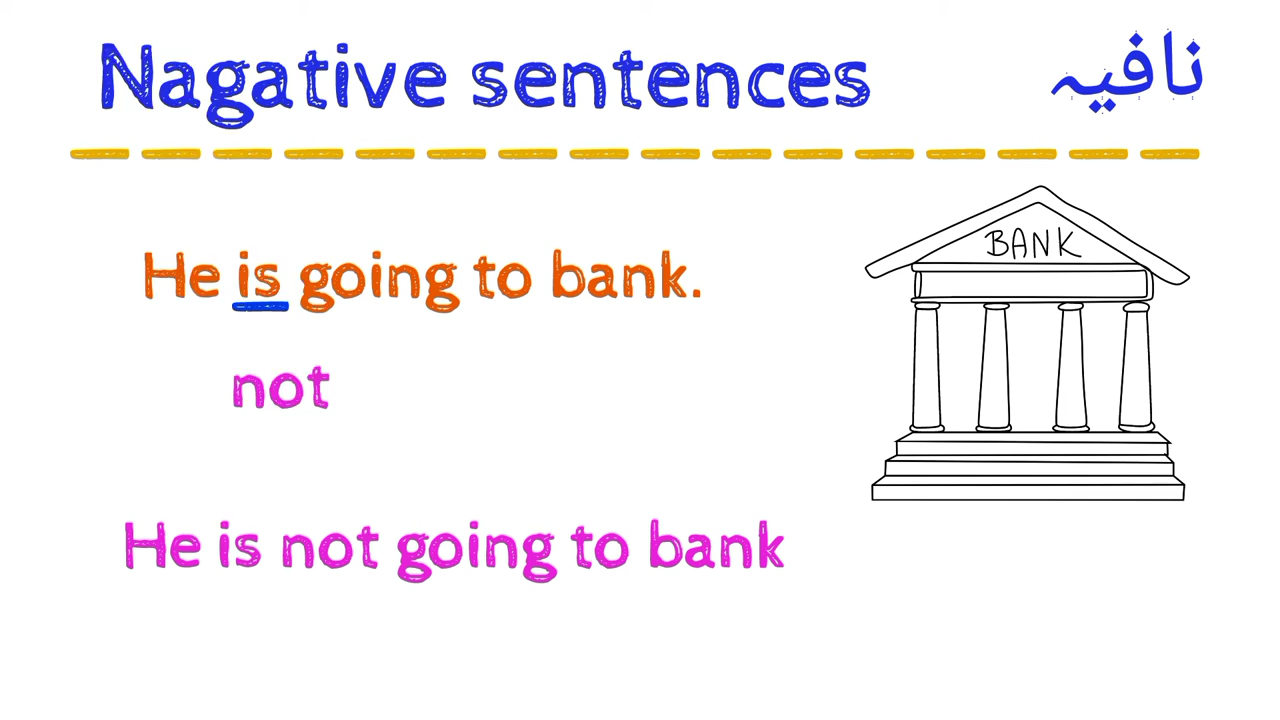 Nagative sentences
نافیہ
BANK
He is going to bank.
not
He is not going to bank